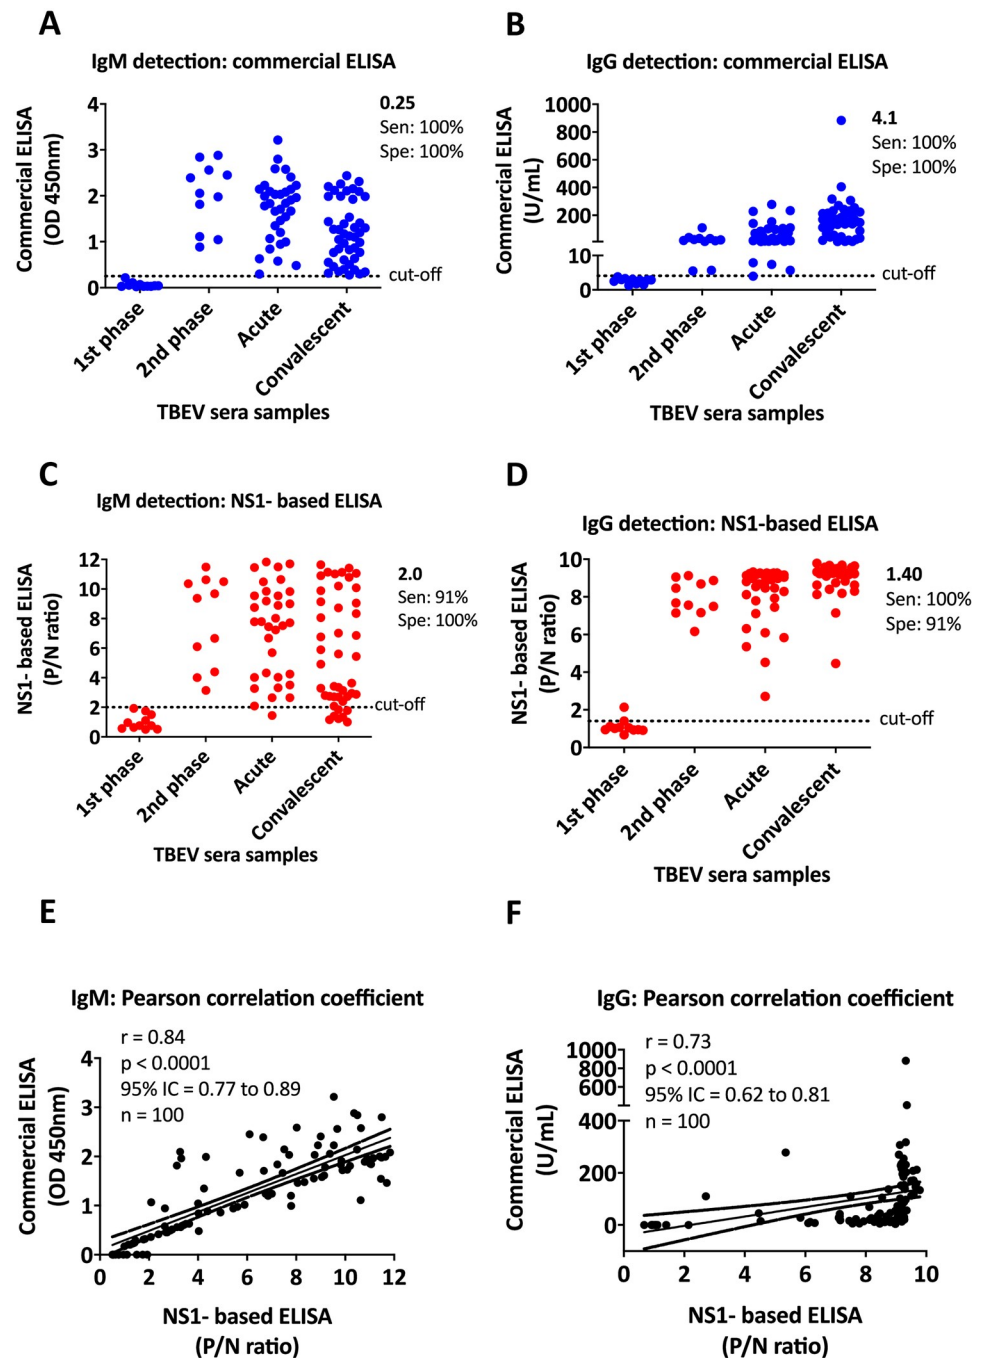 A
IgM detection: commercial ELISA
Commercial ELISA
(OD 450nm)
4
3
2
1
0
0.25
Sen: 100%
Spe: 100%
cut-off
1st phase
2nd phase
Acute
Convalescent
TBEV sera samples
B
IgG detection: commercial ELISA
Commercial ELISA
(U/mL)
1000
800
600
400
200
10
0
4.1
Sen: 100%
Spe: 100%
cut-off
1st phase
2nd phase
Acute
Convalescent
TBEV sera samples
C
IgM detection: NS1- based ELISA
NS1- based ELISA
(P/N ratio)
12
10
8
6
4
2
0
2.0
Sen: 91%
Spe: 100%
cut-off
1st phase
2nd phase
Acute
Convalescent
TBEV sera samples
D
IgG detection: NS1-based ELISA
NS1- based ELISA
(P/N ratio)
10
8
6
4
2
0
1.40
Sen: 100%
Spe: 91%
cut-off
1st phase
2nd phase
Acute
Convalescent
TBEV sera samples
E
IgM: Pearson correlation coefficient
r = 0.84
p < 0.0001
95% IC = 0.77 to 0.89
n = 100
Commercial ELISA
(OD 450nm)
4
3
2
1
0
0 2 4 6 8 10 12
NS1- based ELISA
(P/N ratio)
F
IgG: Pearson correlation coefficient
r = 0.73
p < 0.0001
95% IC = 0.62 to 0.81
n = 100
Commercial ELISA
(U/mL)
1000
800
600
400
200
0
0 2 4 6 8 10
NS1- based ELISA
(P/N ratio)